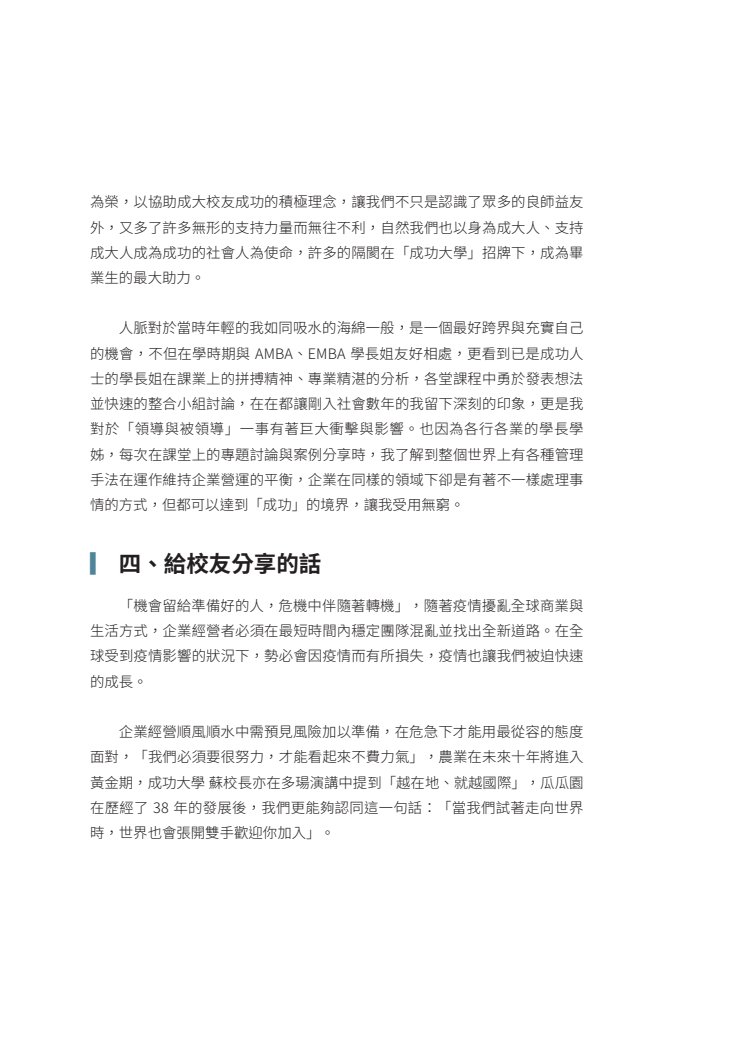 為榮，以協助成大校友成功的積極理念，讓我們不只是認識了眾多的良師益友
外，又多了許多無形的支持力量而無往不利，自然我們也以身為成大人、支持
成大人成為成功的社會人為使命，許多的隔閡在「成功大學」招牌下，成為畢
業生的最大助力。
人脈對於當時年輕的我如同吸水的海綿一般，是一個最好跨界與充實自己
的機會，不但在學時期與 AMBA、EMBA 學長姐友好相處，更看到已是成功人
士的學長姐在課業上的拼搏精神、專業精湛的分析，各堂課程中勇於發表想法
並快速的整合小組討論，在在都讓剛入社會數年的我留下深刻的印象，更是我
對於「領導與被領導」一事有著巨大衝擊與影響。也因為各行各業的學長學
姊，每次在課堂上的專題討論與案例分享時，我了解到整個世界上有各種管理
手法在運作維持企業營運的平衡，企業在同樣的領域下卻是有著不一樣處理事
情的方式，但都可以達到「成功」的境界，讓我受用無窮。
四、給校友分享的話
「機會留給準備好的人，危機中伴隨著轉機」，隨著疫情擾亂全球商業與
生活方式，企業經營者必須在最短時間內穩定團隊混亂並找出全新道路。在全
球受到疫情影響的狀況下，勢必會因疫情而有所損失，疫情也讓我們被迫快速
的成長。
企業經營順風順水中需預見風險加以準備，在危急下才能用最從容的態度
面對，「我們必須要很努力，才能看起來不費力氣」，農業在未來十年將進入
黃金期，成功大學 蘇校長亦在多場演講中提到「越在地、就越國際」，瓜瓜園
在歷經了 38 年的發展後，我們更能夠認同這一句話：「當我們試著走向世界
時，世界也會張開雙手歡迎你加入」。